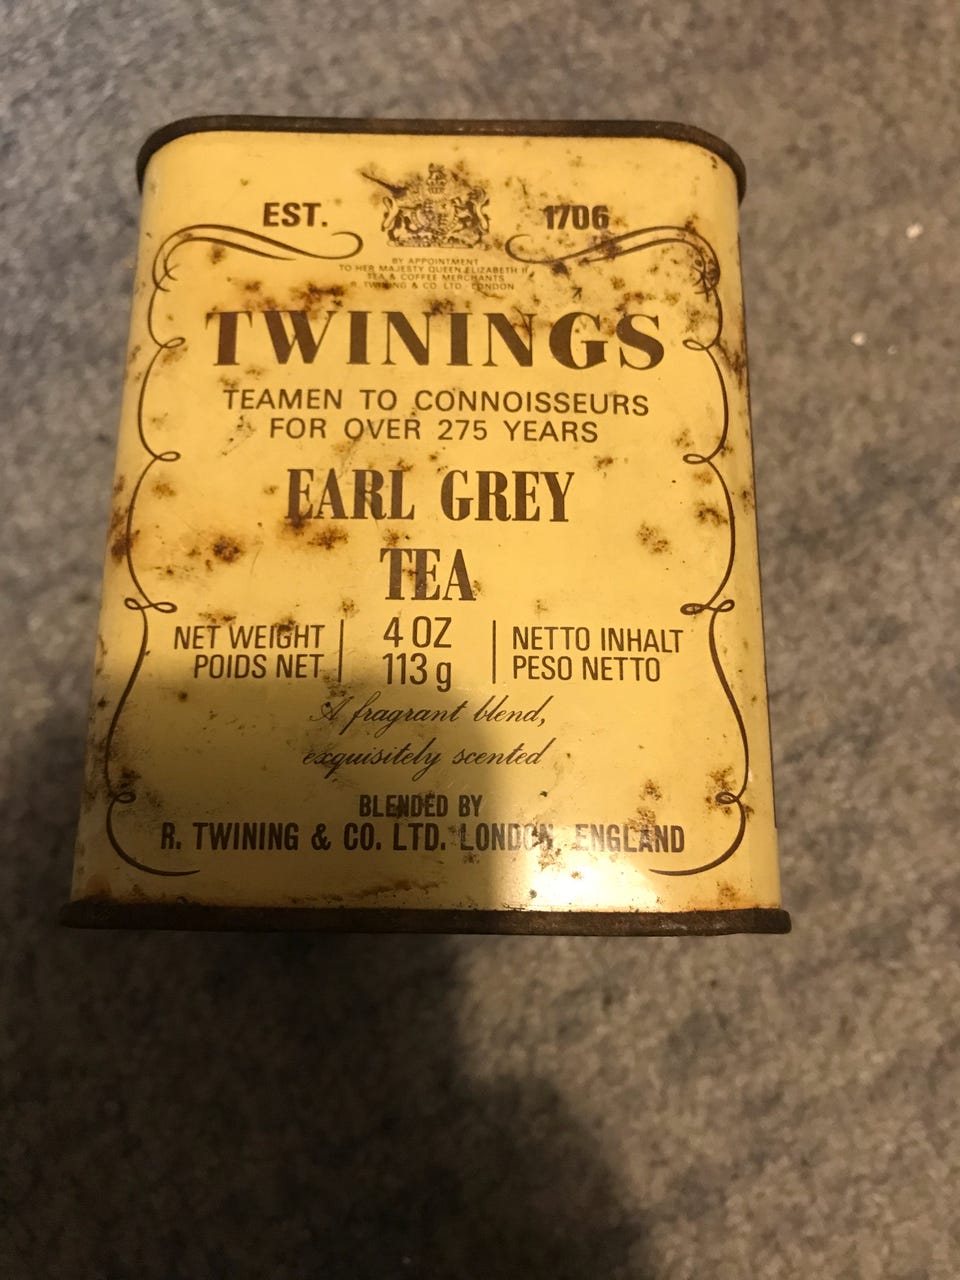 EST. 1706
BY APPOINTMENT
TO HER MAJESTY QUEEN ELIZABETH II
TEA & COFFEE MERCHANTS
R. TWINING & CO. LTD. LONDON
TWININGS
TEAMEN TO CONNOISSEURS
FOR OVER 275 YEARS
EARL GREY
TEA
NET WEIGHT 4 OZ NETTO INHALT
POIDS NET 113 g PESO NETTO
A fragrant blend,
exquisitely scented
BLENDED BY
R. TWINING & CO. LTD. LONDON, ENGLAND